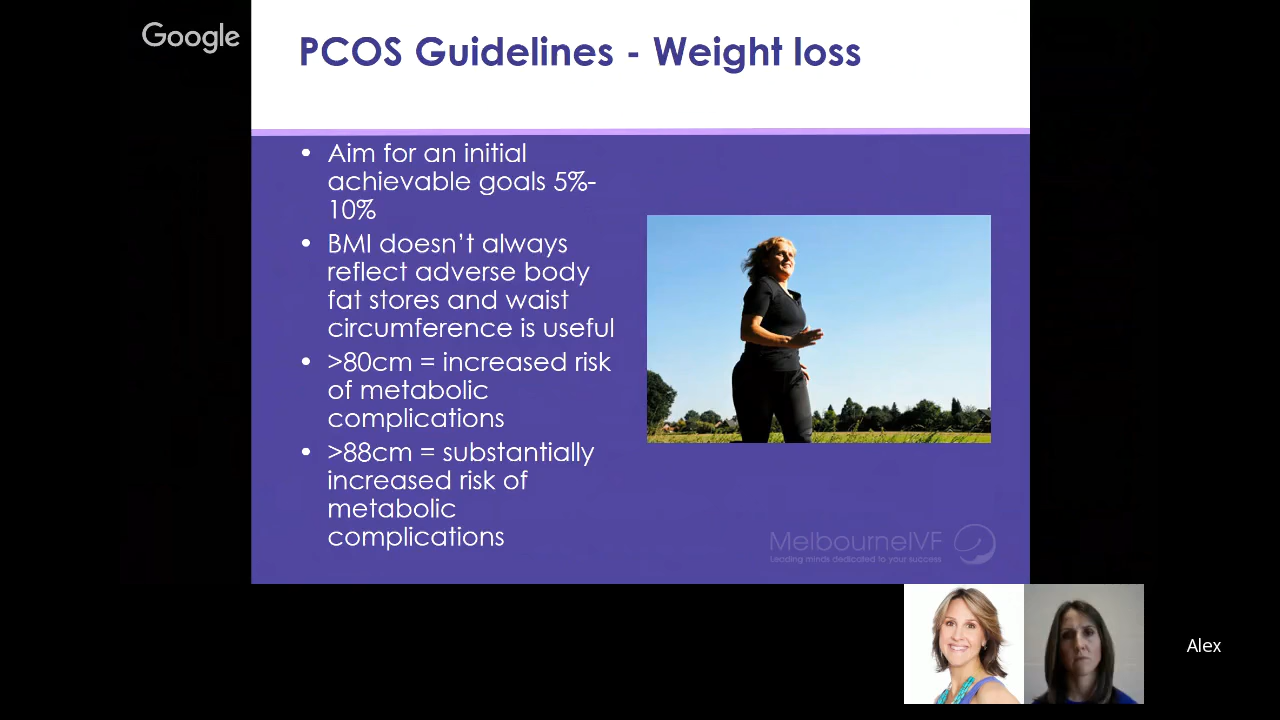 Google
PCOS Guidelines - Weight loss
• Aim for an initial
achievable goals 5%-
10%
• BMI doesn’t always
reflect adverse body
fat stores and waist
circumference is useful
• >80cm = increased risk
of metabolic
complications
• >88cm = substantially
increased risk of
metabolic
complications
MelbourneIVF
Leading minds dedicated to your success
Alex